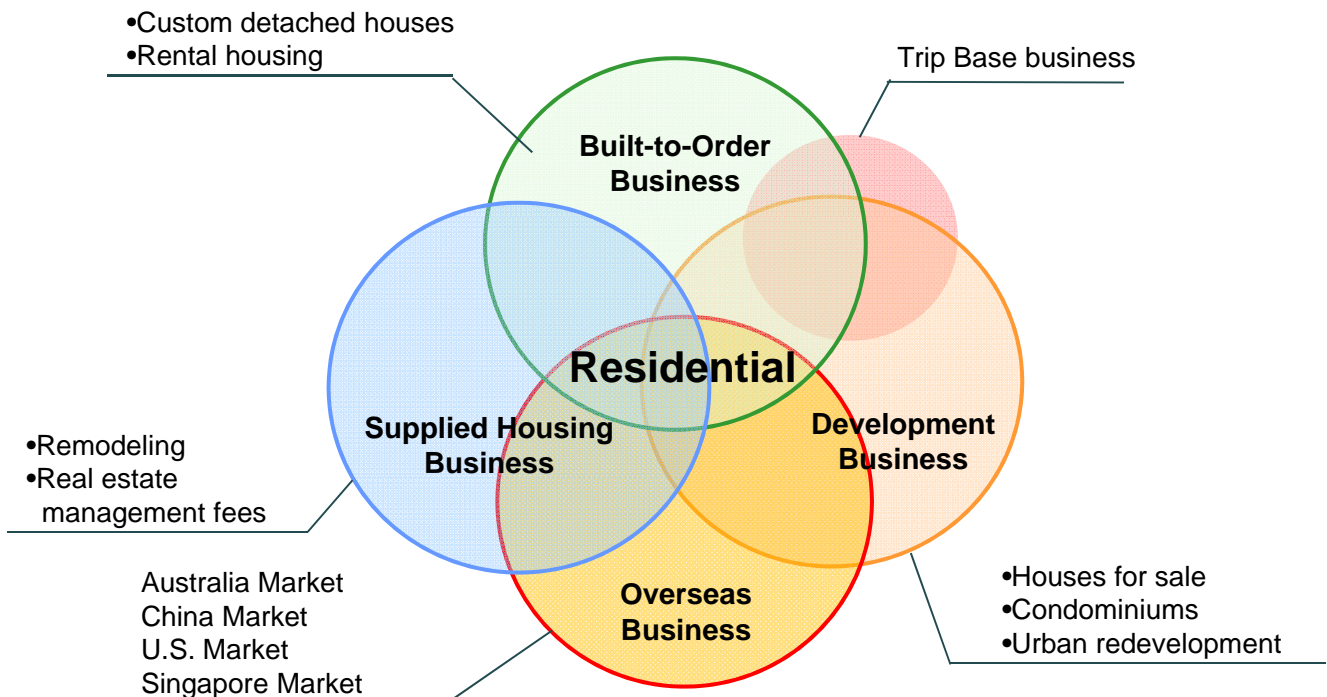 •Custom detached houses
•Rental housing
Trip Base business
Built-to-Order
Business
Residential
Supplied Housing
Business
Development
Business
•Remodeling
•Real estate
management fees
Overseas
Business
Australia Market
China Market
U.S. Market
Singapore Market
•Houses for sale
•Condominiums
•Urban redevelopment